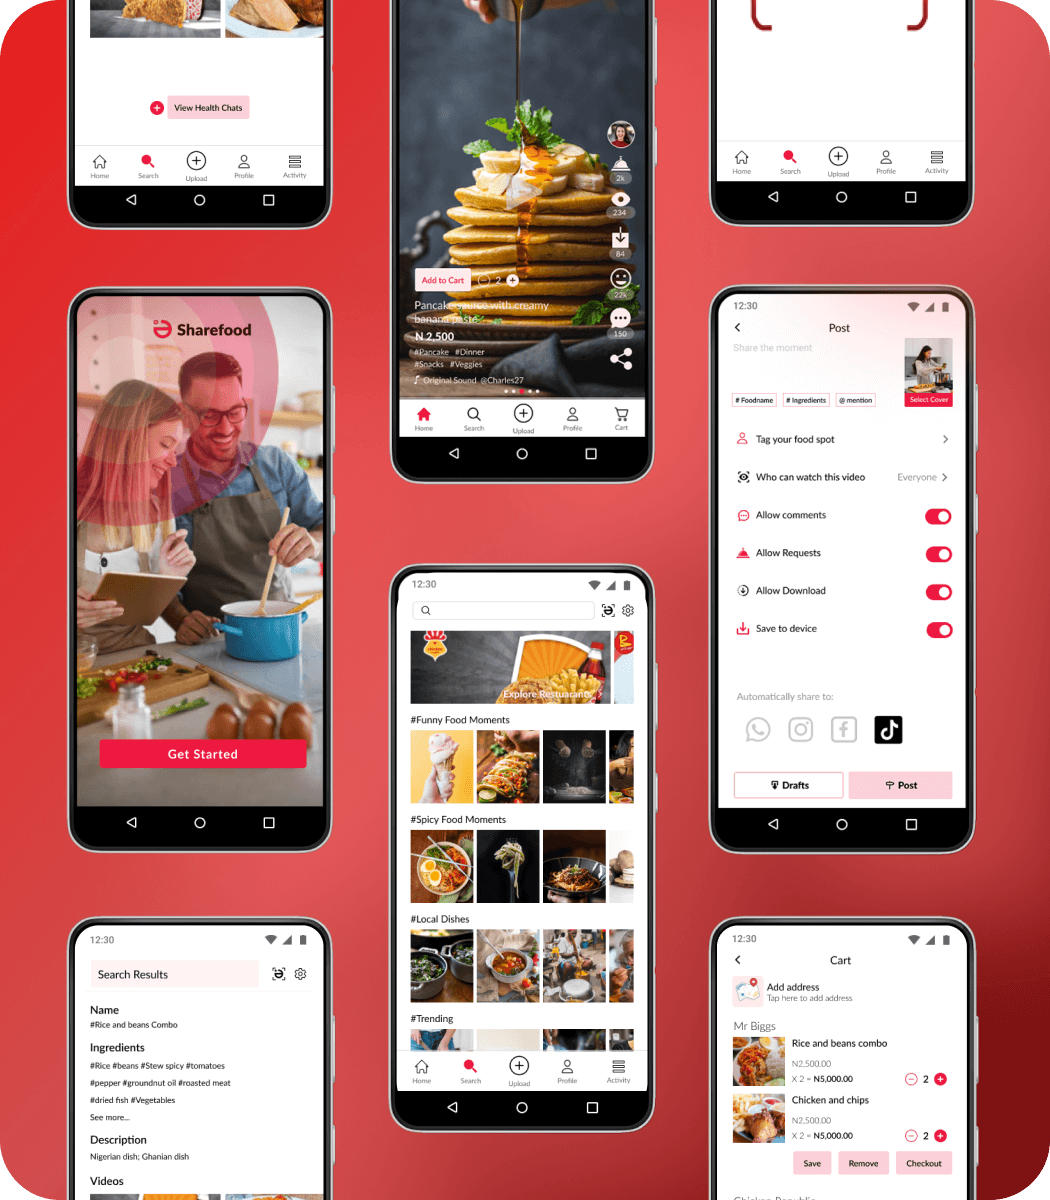 View Health Chats
Home
Search
Upload
Profile
Activity
2k
234
84
22k
150
Add to Cart
2
Pancake sauce with creamy
banana paste
N 2,500
#Pancake #Dinner
#Snacks #Veggies
Original Sound @Charles27
Home
Search
Upload
Profile
Cart
Home
Search
Upload
Profile
Activity
Sharefood
Get Started
12:30
Post
Share the moment
Select Cover
# Foodname
# Ingredients
@ mention
Tag your food spot
Who can watch this video
Everyone
Allow comments
Allow Requests
Allow Download
Save to device
Automatically share to:
Drafts
Post
12:30
Explore Restuarants
#Funny Food Moments
#Spicy Food Moments
#Local Dishes
#Trending
Home
Search
Upload
Profile
Activity
12:30
Search Results
Name
#Rice and beans Combo
Ingredients
#Rice #beans #Stew spicy #tomatoes
#pepper #groundnut oil #roasted meat
#dried fish #Vegetables
See more...
Description
Nigerian dish; Ghanian dish
Videos
12:30
Cart
Add address
Tap here to add address
Mr Biggs
Rice and beans combo
N2,500.00
X 2 = N5,000.00
2
Chicken and chips
N2,500.00
X 2 = N5,000.00
2
Save
Remove
Checkout